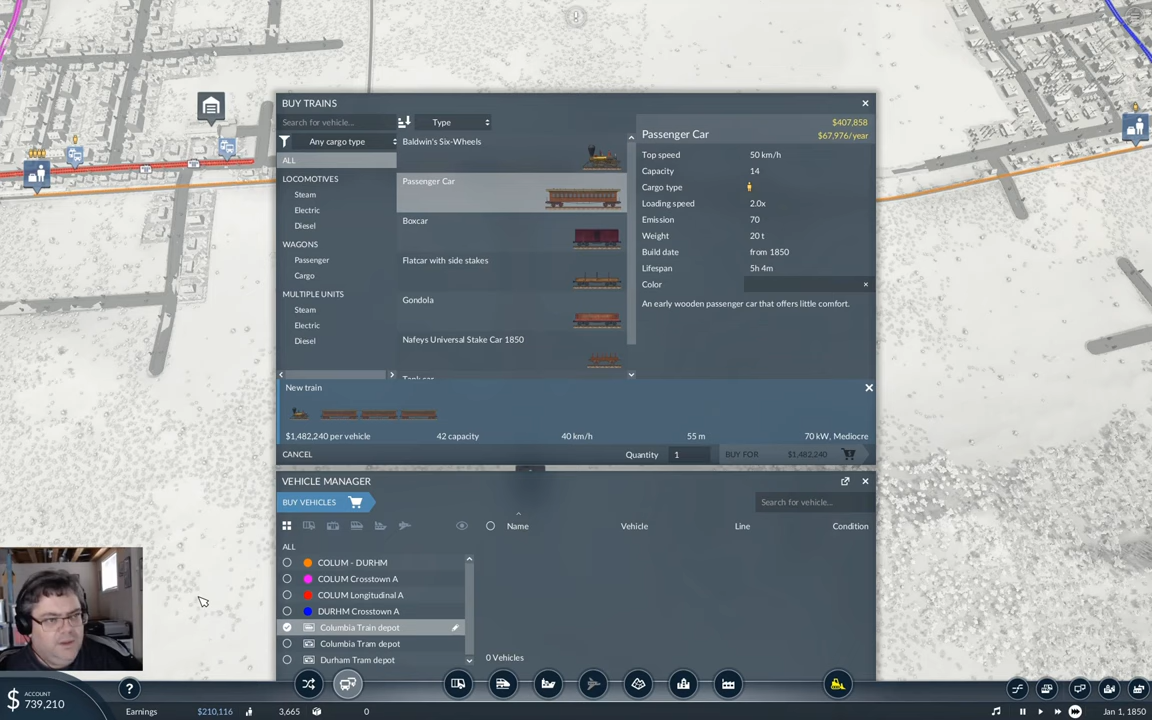 BUY TRAINS
Search for vehicle...
Type
Any cargo type
ALL
LOCOMOTIVES
Steam
Electric
Diesel
WAGONS
Passenger
Cargo
MULTIPLE UNITS
Steam
Electric
Diesel
Baldwin's Six-Wheels
Passenger Car
Boxcar
Flatcar with side stakes
Gondola
Nafeys Universal Stake Car 1850
Tank car
$407,858
Passenger Car
$67,976/year
Top speed 50 km/h
Capacity 14
Cargo type
Loading speed 2.0x
Emission 70
Weight 20 t
Build date from 1850
Lifespan 5h 4m
Color
An early wooden passenger car that offers little comfort.
New train
$1,482,240 per vehicle 42 capacity 40 km/h 55 m 70 kW, Mediocre
CANCEL Quantity 1 BUY FOR $1,482,240
VEHICLE MANAGER
BUY VEHICLES Search for vehicle...
Name Vehicle Line Condition
ALL
COLUM - DURHM
COLUM Crosstown A
COLUM Longitudinal A
DURHM Crosstown A
Columbia Train depot
Columbia Tram depot
Durham Tram depot
0 Vehicles
$ ACCOUNT
739,210
?
Earnings $210,116 3,665 0 Jan 1, 1850